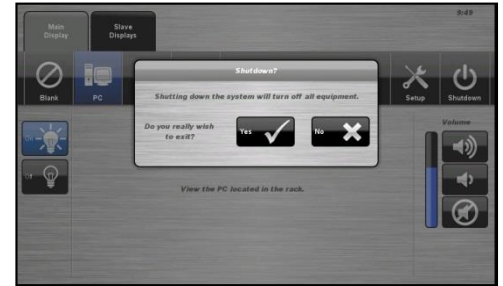 Main
Display
Slave
Displays
9:49
Shutdown?
Blank
PC
Setup
Shutdown
Shutting down the system will turn off all equipment.
Do you really wish
to exit?
Yes
No
Volume
View the PC located in the rack.